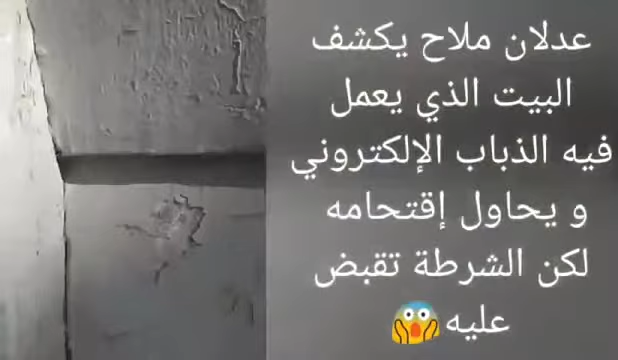 عدلان ملاح يكشف
البيت الذي يعمل
فيه الذباب الإلكتروني
و يحاول إقتحامه
لكن الشرطة تقبض
عليه😱